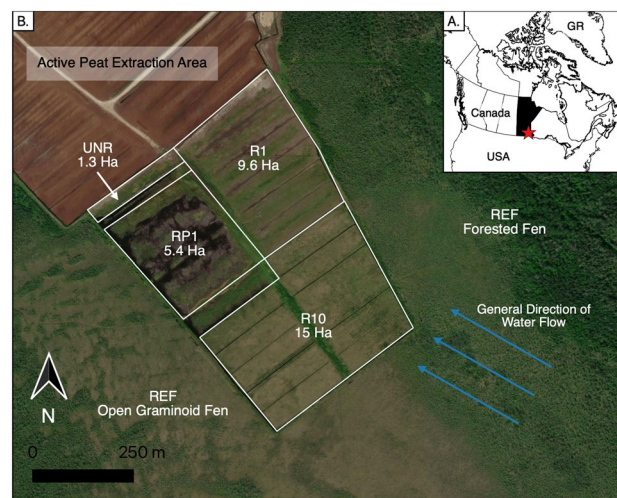 B.
Active Peat Extraction Area
A.
GR
Canada
USA
UNR
1.3 Ha
R1
9.6 Ha
RP1
5.4 Ha
REF
Forested Fen
R10
15 Ha
General Direction of
Water Flow
REF
Open Graminoid Fen
N
0
250 m